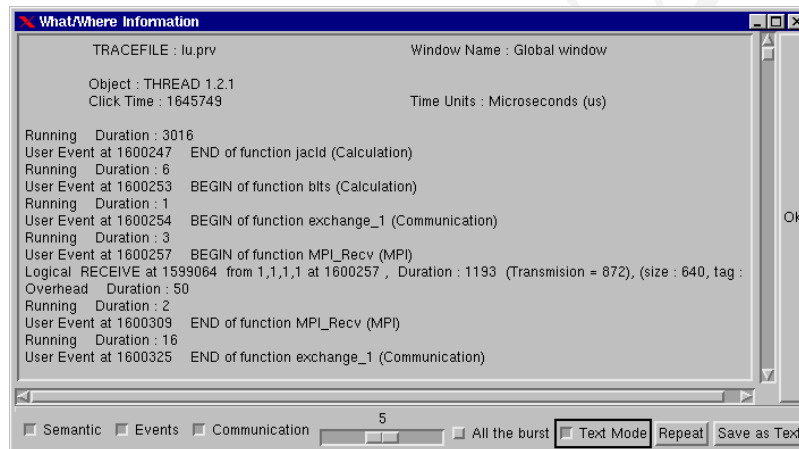 What/Where Information
TRACEFILE : lu.prv Window Name : Global window
Object : THREAD 1.2.1
Click Time : 1645749 Time Units : Microseconds (us)
Running Duration : 3016
User Event at 1600247 END of function jacld (Calculation)
Running Duration : 6
User Event at 1600253 BEGIN of function blts (Calculation)
Running Duration : 1
User Event at 1600254 BEGIN of function exchange_1 (Communication)
Running Duration : 3
User Event at 1600257 BEGIN of function MPI_Recv (MPI)
Logical RECEIVE at 1599064 from 1,1,1,1 at 1600257 , Duration : 1193 (Transmision = 872), (size : 640, tag :
Overhead Duration : 50
Running Duration : 2
User Event at 1600309 END of function MPI_Recv (MPI)
Running Duration : 16
User Event at 1600325 END of function exchange_1 (Communication)
Ok
5
Semantic Events Communication All the burst Text Mode Repeat Save as Text